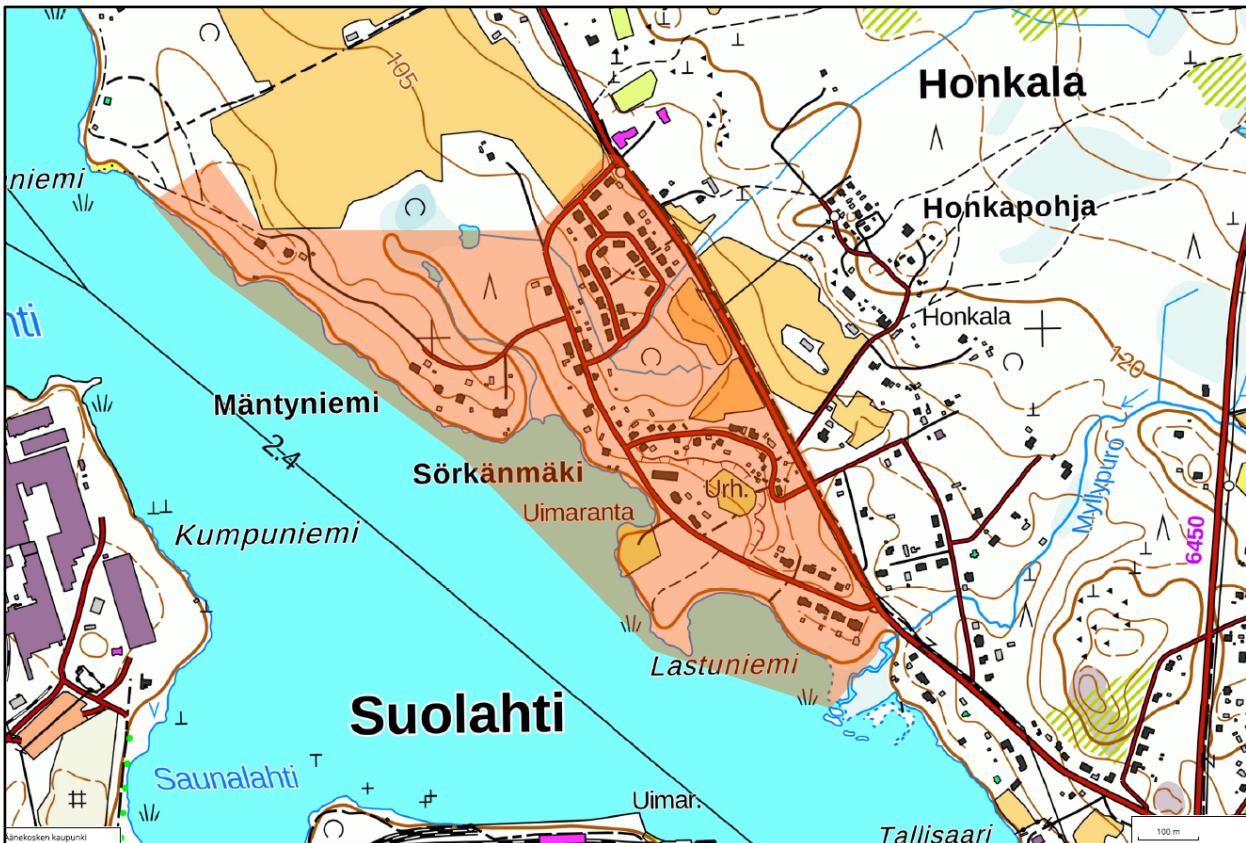 105
Honkala
niemi
Honkapohja
hti
Honkala
120
Mäntyniemi
2.4
Sörkänmäki
Urh.
Uimaranta
Myllypuro
Kumpuniemi
6450
Lastuniemi
Suolahti
Saunalahti
Uimar.
Tallisaari
Äänekosken kaupunki
100 m